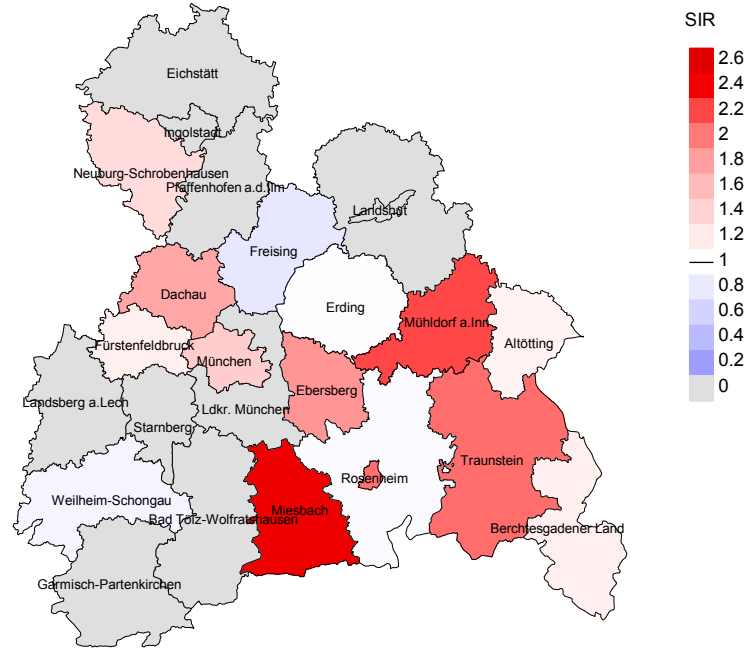 SIR
2.6
2.4
2.2
2
1.8
1.6
1.4
1.2
1
0.8
0.6
0.4
0.2
0
Eichstätt
Ingolstadt
Neuburg-Schrobenhausen
Pfaffenhofen a.d.Ilm
Landshut
Freising
Dachau
Erding
Mühldorf a.Inn
Altötting
Fürstenfeldbruck
München
Ebersberg
Landsberg a.Lech
Ldkr. München
Starnberg
Traunstein
Rosenheim
Weilheim-Schongau
Miesbach
Bad Tölz-Wolfratshausen
Berchtesgadener Land
Garmisch-Partenkirchen